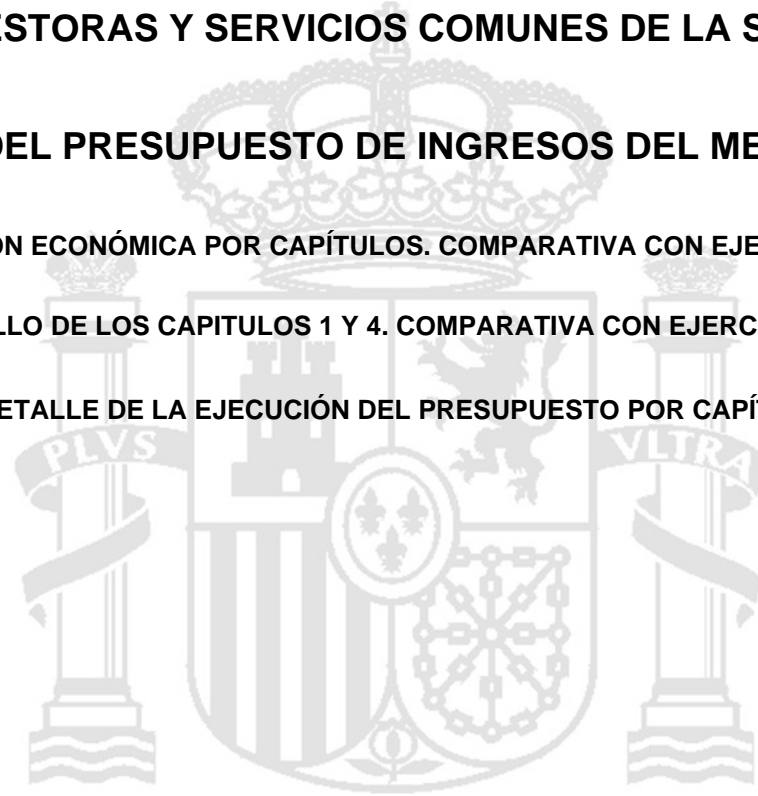 ESTORAS Y SERVICIOS COMUNES DE LA S
DEL PRESUPUESTO DE INGRESOS DEL ME
ÓN ECONÓMICA POR CAPÍTULOS. COMPARATIVA CON EJE
LLO DE LOS CAPITULOS 1 Y 4. COMPARATIVA CON EJERC
ETALLE DE LA EJECUCIÓN DEL PRESUPUESTO POR CAPÍ
PLVS VLTRA